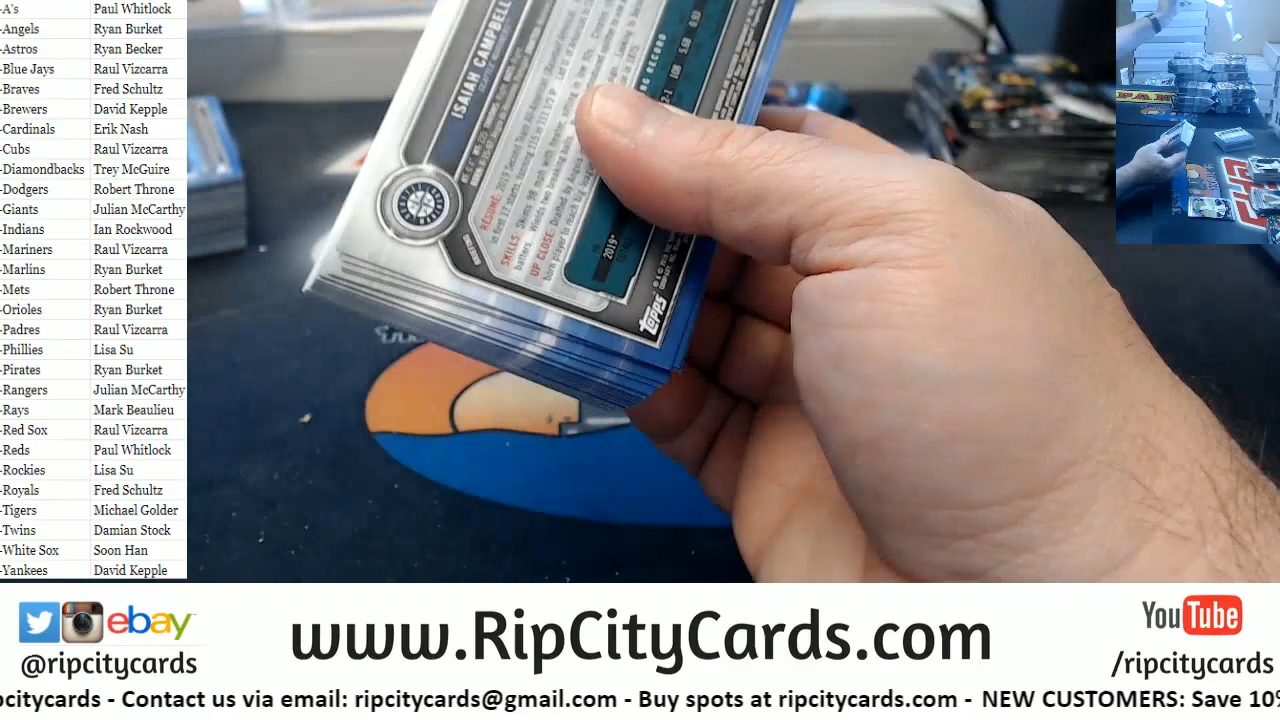 -A's Paul Whitlock
-Angels Ryan Burket
-Astros Ryan Becker
-Blue Jays Raul Vizcarra
-Braves Fred Schultz
-Brewers David Kepple
-Cardinals Erik Nash
-Cubs Raul Vizcarra
-Diamondbacks Trey McGuire
-Dodgers Robert Throne
-Giants Julian McCarthy
-Indians Ian Rockwood
-Mariners Raul Vizcarra
-Marlins Ryan Burket
-Mets Robert Throne
-Orioles Ryan Burket
-Padres Raul Vizcarra
-Phillies Lisa Su
-Pirates Ryan Burket
-Rangers Julian McCarthy
-Rays Mark Beaulieu
-Red Sox Raul Vizcarra
-Reds Paul Whitlock
-Rockies Lisa Su
-Royals Fred Schultz
-Tigers Michael Golder
-Twins Damian Stock
-White Sox Soon Han
-Yankees David Kepple
ISAIAH CAMPBELL
RÉSUMÉ:
SKILLS:
batters.
UP CLOSE:
2019*
topps
ebay
@ripcitycards
www.RipCityCards.com
YouTube
/ripcitycards
pcitycards - Contact us via email: ripcitycards@gmail.com - Buy spots at ripcitycards.com - NEW CUSTOMERS: Save 10%